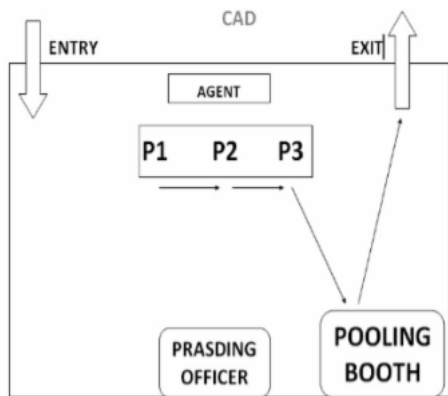 CAD
ENTRY
EXIT
AGENT
P1 P2 P3
PRASDING
OFFICER
POOLING
BOOTH